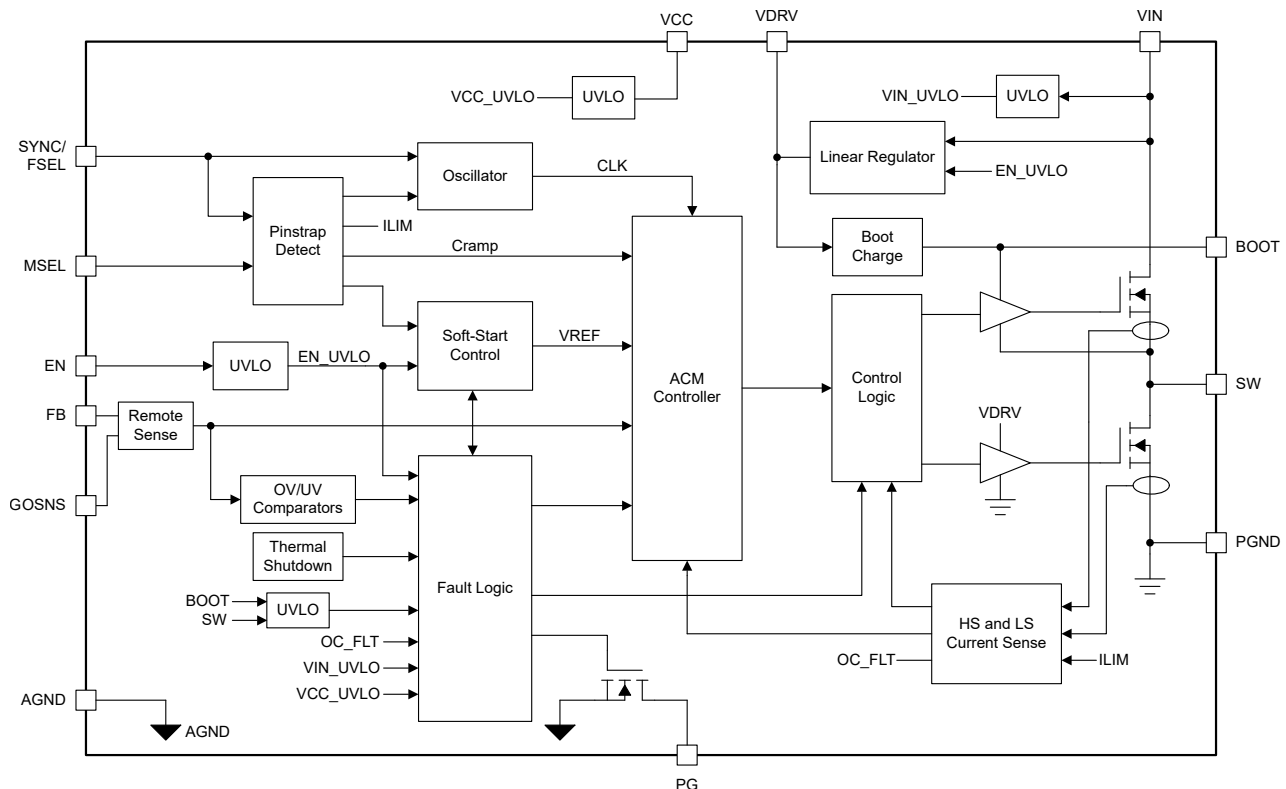 VCC
VDRV
VIN
VCC_UVLO
UVLO
VIN_UVLO
UVLO
SYNC/
FSEL
Oscillator
CLK
Linear Regulator
EN_UVLO
Pinstrap
Detect
ILIM
Cramp
MSEL
Boot
Charge
BOOT
Soft-Start
Control
VREF
EN
UVLO
EN_UVLO
ACM
Controller
Control
Logic
SW
FB
Remote
Sense
VDRV
GOSNS
OV/UV
Comparators
Thermal
Shutdown
PGND
Fault Logic
BOOT
SW
UVLO
HS and LS
Current Sense
OC_FLT
OC_FLT
ILIM
VIN_UVLO
VCC_UVLO
AGND
AGND
PG